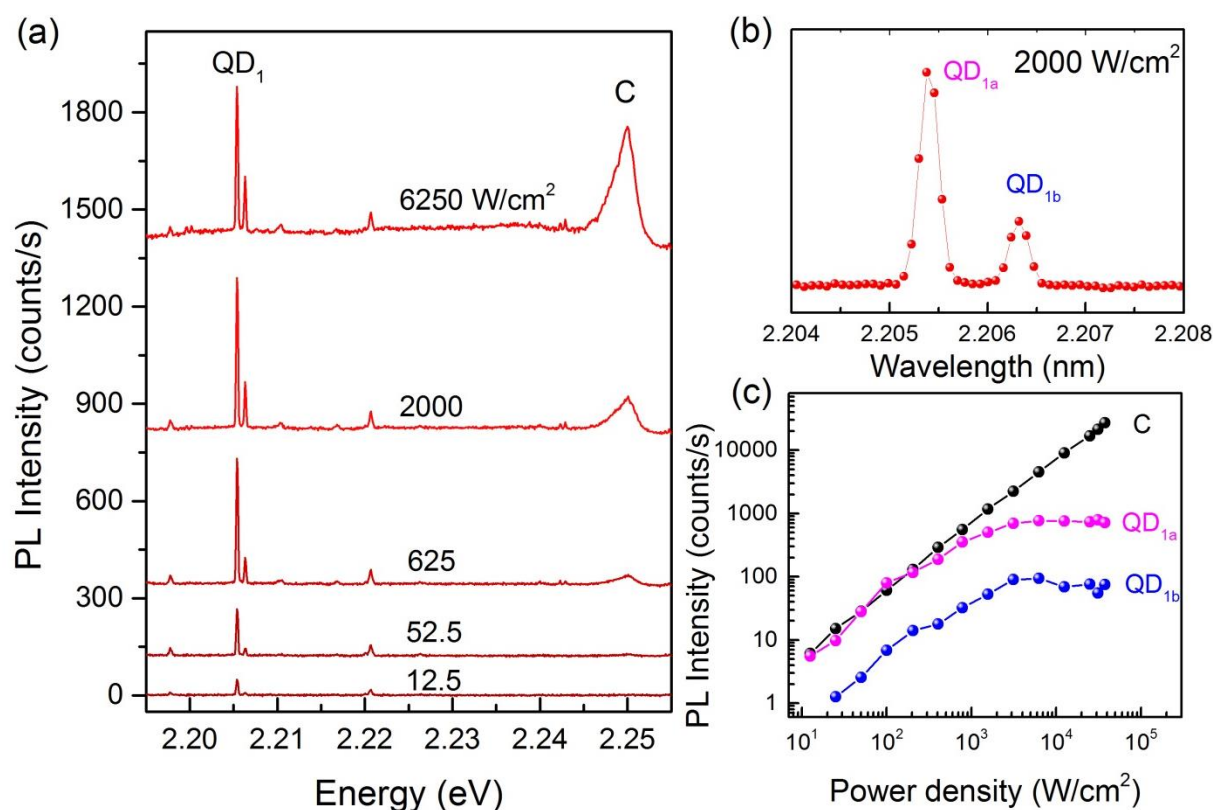 (a)
QD1
C
1800
1500
1200
900
600
300
0
6250 W/cm²
2000
625
52.5
12.5
PL Intensity (counts/s)
2.20 2.21 2.22 2.23 2.24 2.25
Energy (eV)
(b)
2000 W/cm²
QD1a
QD1b
2.204 2.205 2.206 2.207 2.208
Wavelength (nm)
(c)
C
QD1a
QD1b
10000
1000
100
10
1
PL Intensity (counts/s)
10¹ 10² 10³ 10⁴ 10⁵
Power density (W/cm²)